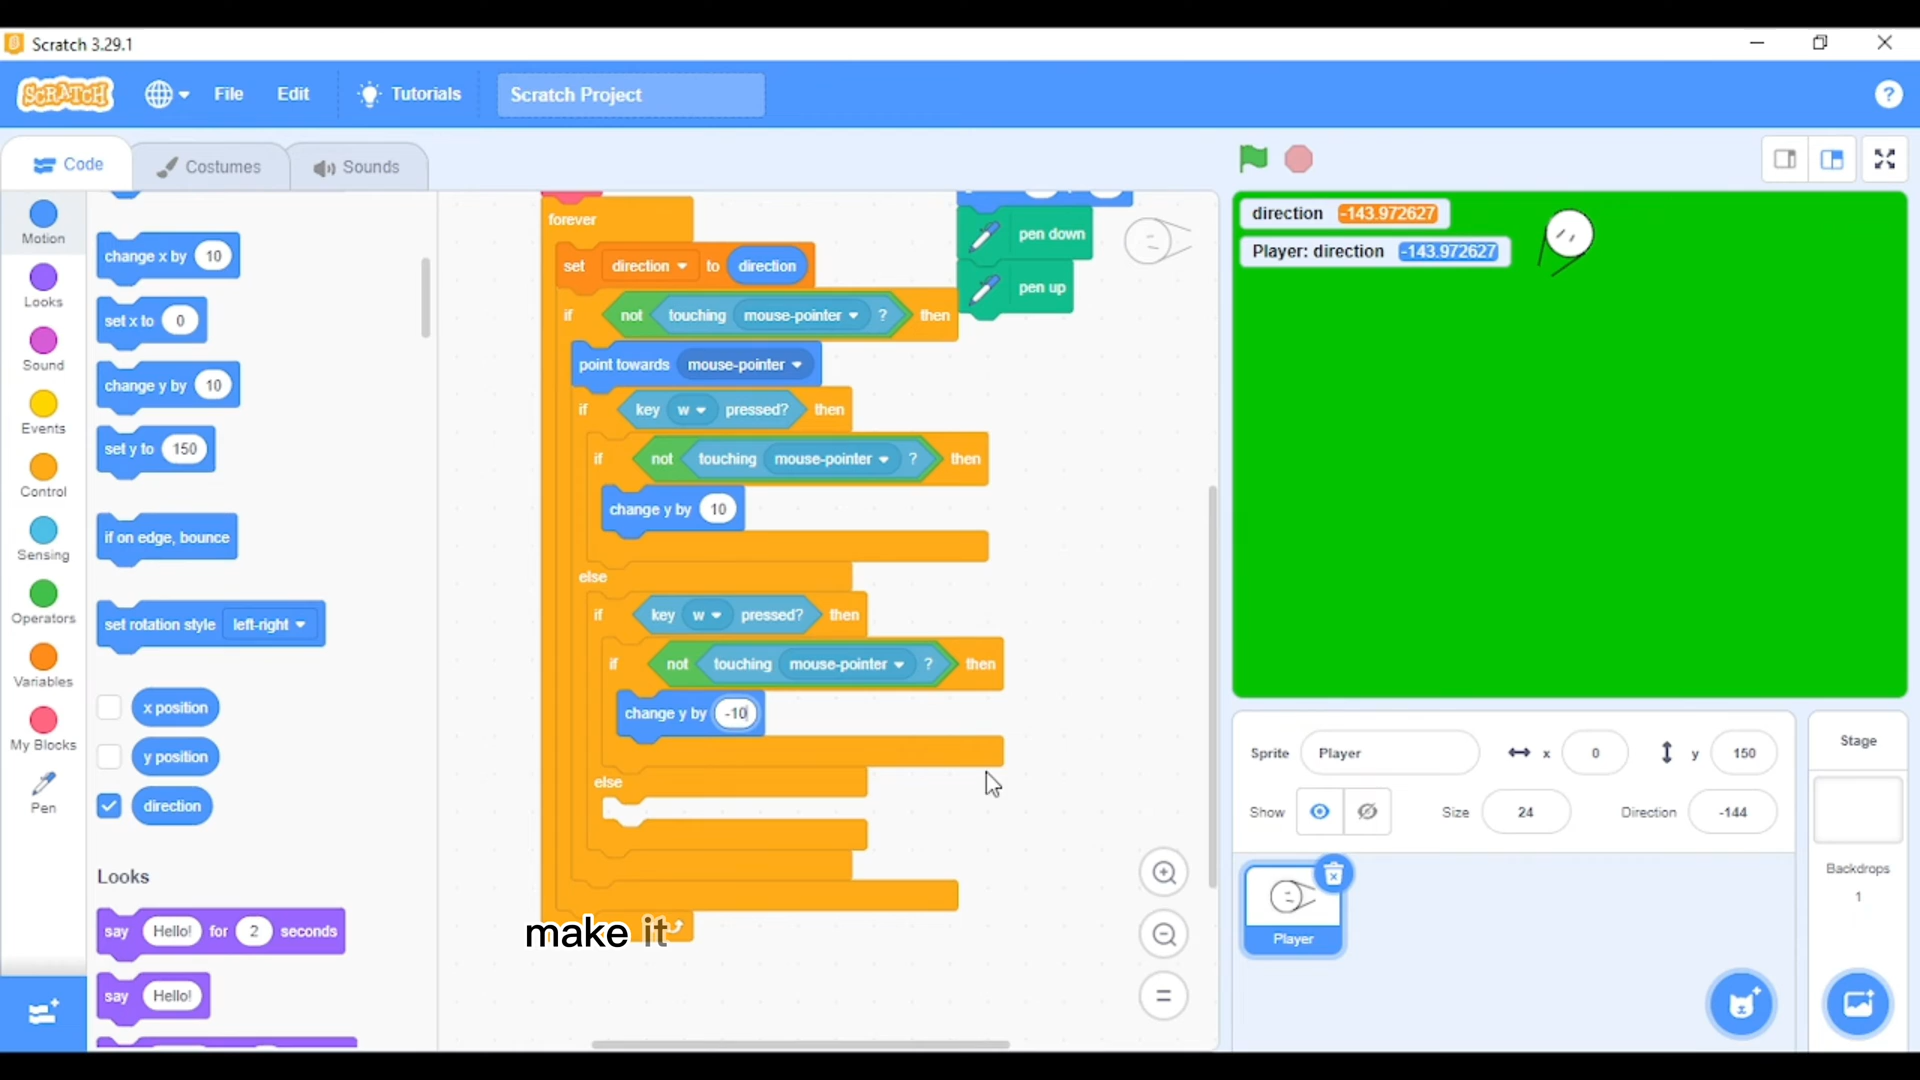 Scratch 3.29.1
SCRATCH File Edit Tutorials Scratch Project ?
Code Costumes Sounds
Motion
Looks
Sound
Events
Control
Sensing
Operators
Variables
My Blocks
Pen
change x by 10
set x to 0
change y by 10
set y to 150
if on edge, bounce
set rotation style left-right
x position
y position
direction
Looks
say Hello! for 2 seconds
say Hello!
forever
set direction to direction
if not touching mouse-pointer ? then
point towards mouse-pointer
if key w pressed? then
if not touching mouse-pointer ? then
change y by 10
else
if key w pressed? then
if not touching mouse-pointer ? then
change y by -10
else
make it
pen down
pen up
direction -143.972627
Player: direction -143.972627
Sprite Player x 0 y 150
Show Size 24 Direction -144
Player
Stage
Backdrops
1